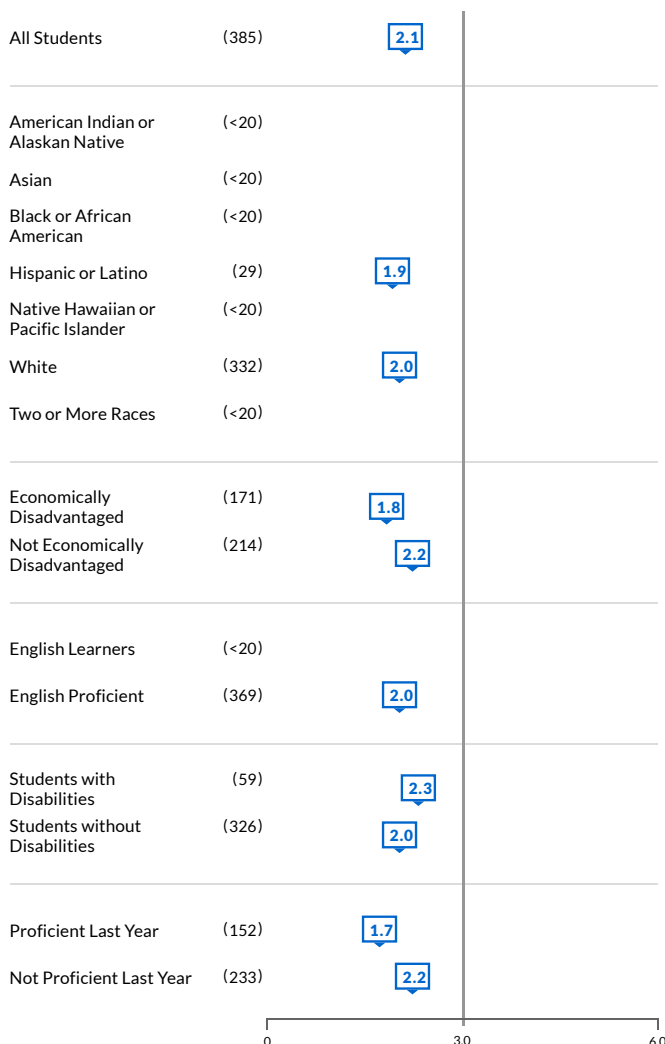 All Students (385) 2.1
American Indian or (<20)
Alaskan Native
Asian (<20)
Black or African (<20)
American
Hispanic or Latino (29) 1.9
Native Hawaiian or (<20)
Pacific Islander
White (332) 2.0
Two or More Races (<20)
Economically (171) 1.8
Disadvantaged
Not Economically (214) 2.2
Disadvantaged
English Learners (<20)
English Proficient (369) 2.0
Students with (59) 2.3
Disabilities
Students without (326) 2.0
Disabilities
Proficient Last Year (152) 1.7
Not Proficient Last Year (233) 2.2
0 3.0 6.0